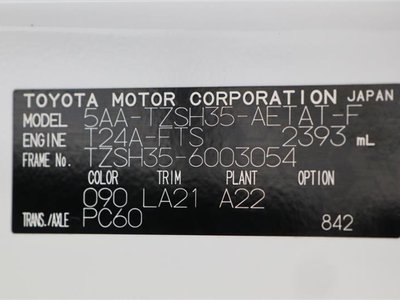 TOYOTA MOTOR CORPORATION JAPAN
MODEL 5AA-TZSH35-AETAT-F
ENGINE T24A-FTS 2393 mL
FRAME No. TZSH35-6003054
COLOR TRIM PLANT OPTION
090 LA21 A22
TRANS./AXLE PC60 842